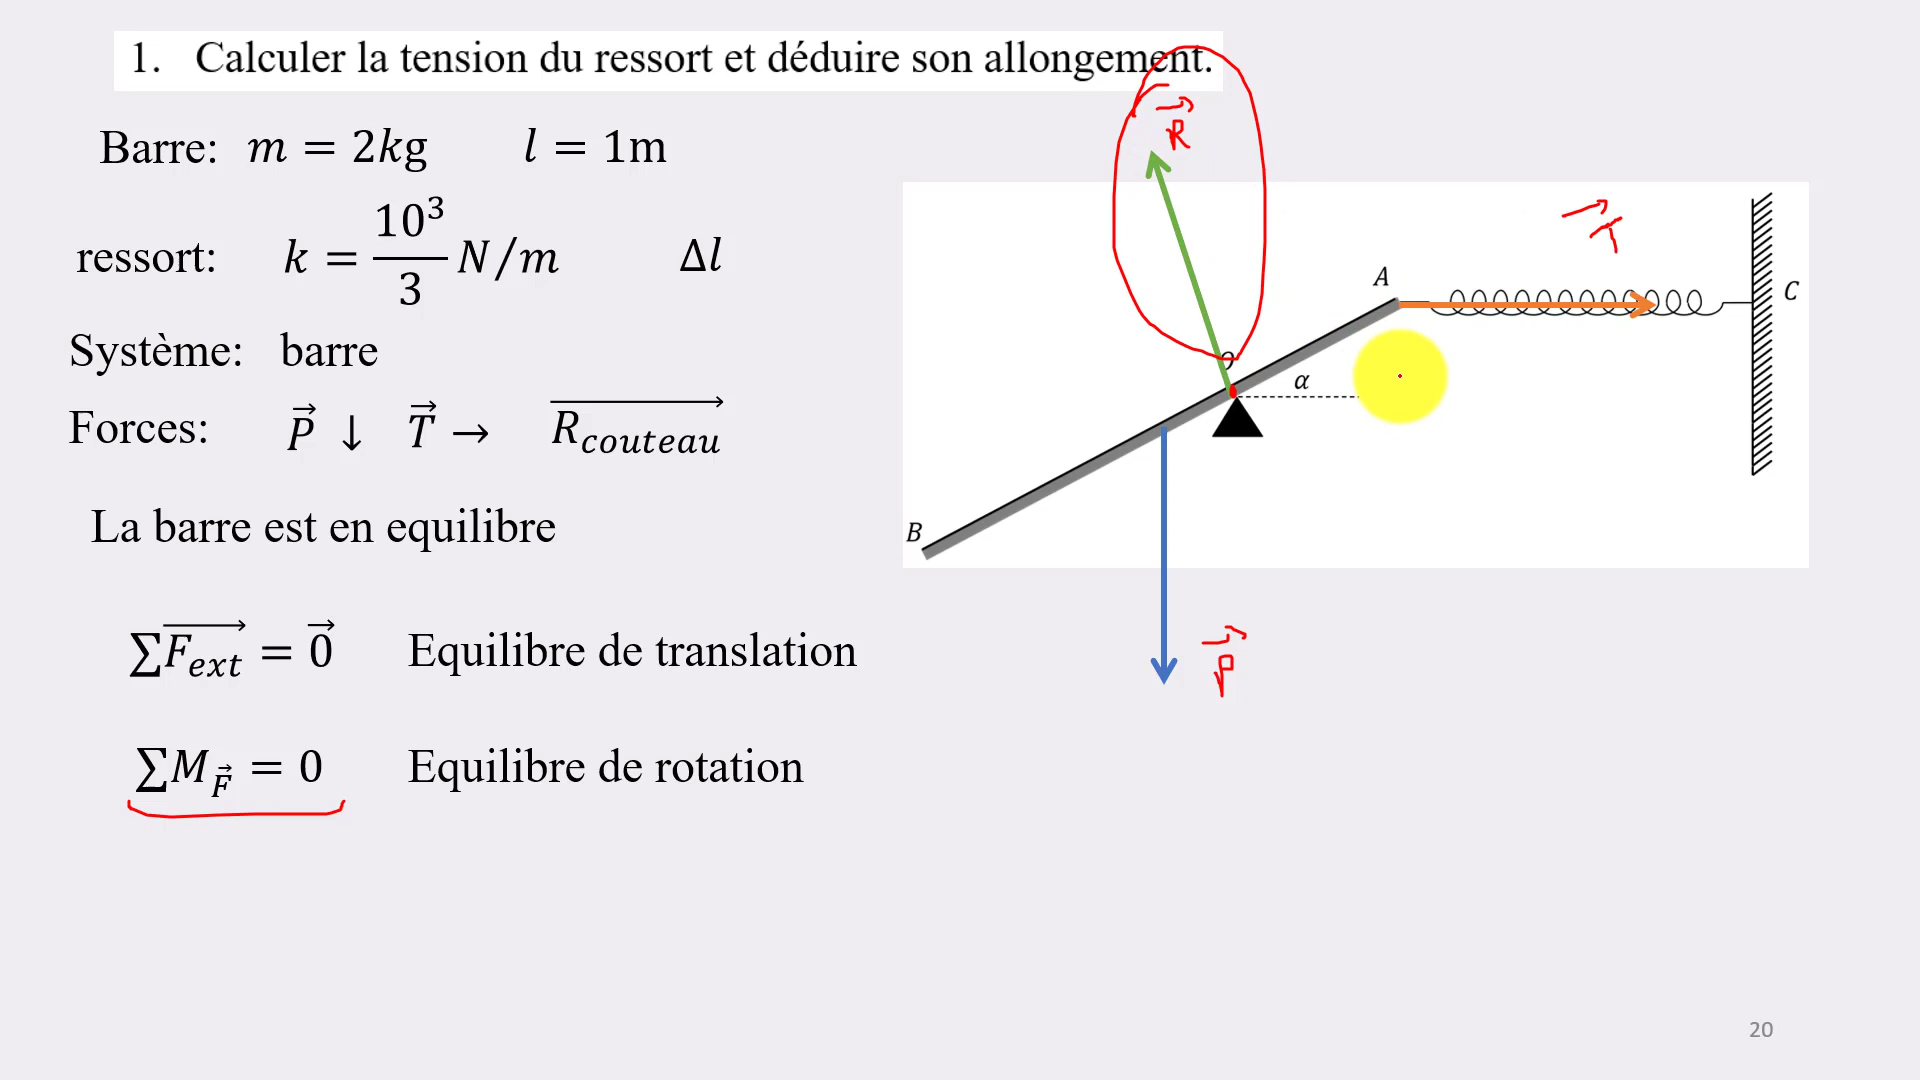 1. Calculer la tension du ressort et déduire son allongement.
Barre: m = 2kg l = 1m
ressort: k = 10³/3 N/m Δl
Système: barre
Forces: P⃗ ↓ T⃗ → R⃗couteau
La barre est en equilibre
∑F⃗ext = 0⃗ Equilibre de translation
∑M_F⃗ = 0 Equilibre de rotation
R⃗
T⃗
A
C
O
α
B
P⃗
20